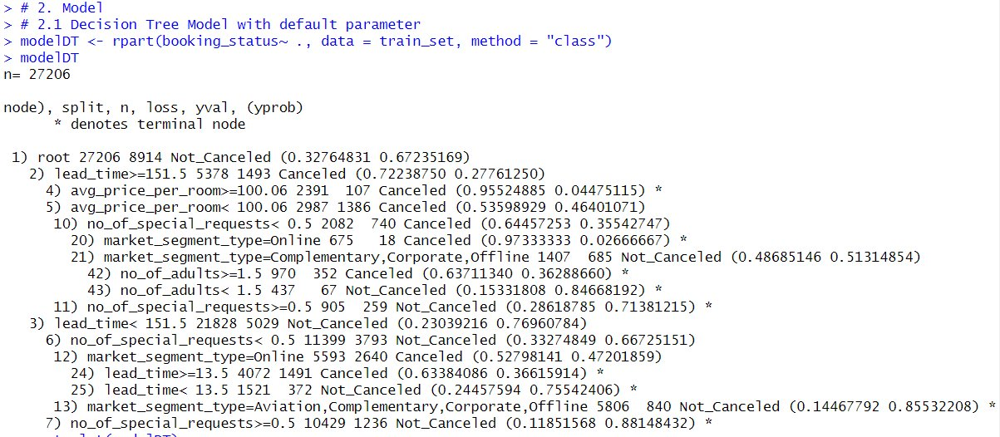 > # 2. Model
> # 2.1 Decision Tree Model with default parameter
> modelDT <- rpart(booking_status~ ., data = train_set, method = "class")
> modelDT
n= 27206

node), split, n, loss, yval, (yprob)
      * denotes terminal node

 1) root 27206 8914 Not_Canceled (0.32764831 0.67235169)
   2) lead_time>=151.5 5378 1493 Canceled (0.72238750 0.27761250)
     4) avg_price_per_room>=100.06 2391  107 Canceled (0.95524885 0.04475115) *
     5) avg_price_per_room< 100.06 2987 1386 Canceled (0.53598929 0.46401071)
      10) no_of_special_requests< 0.5 2082  740 Canceled (0.64457253 0.35542747)
        20) market_segment_type=Online 675   18 Canceled (0.97333333 0.02666667) *
        21) market_segment_type=Complementary,Corporate,Offline 1407  685 Not_Canceled (0.48685146 0.51314854)
          42) no_of_adults>=1.5 970  352 Canceled (0.63711340 0.36288660) *
          43) no_of_adults< 1.5 437   67 Not_Canceled (0.15331808 0.84668192) *
      11) no_of_special_requests>=0.5 905  259 Not_Canceled (0.28618785 0.71381215) *
   3) lead_time< 151.5 21828 5029 Not_Canceled (0.23039216 0.76960784)
     6) no_of_special_requests< 0.5 11399 3793 Not_Canceled (0.33274849 0.66725151)
      12) market_segment_type=Online 5593 2640 Canceled (0.52798141 0.47201859)
        24) lead_time>=13.5 4072 1491 Canceled (0.63384086 0.36615914) *
        25) lead_time< 13.5 1521  372 Not_Canceled (0.24457594 0.75542406) *
      13) market_segment_type=Aviation,Complementary,Corporate,Offline 5806  840 Not_Canceled (0.14467792 0.85532208) *
     7) no_of_special_requests>=0.5 10429 1236 Not_Canceled (0.11851568 0.88148432) *